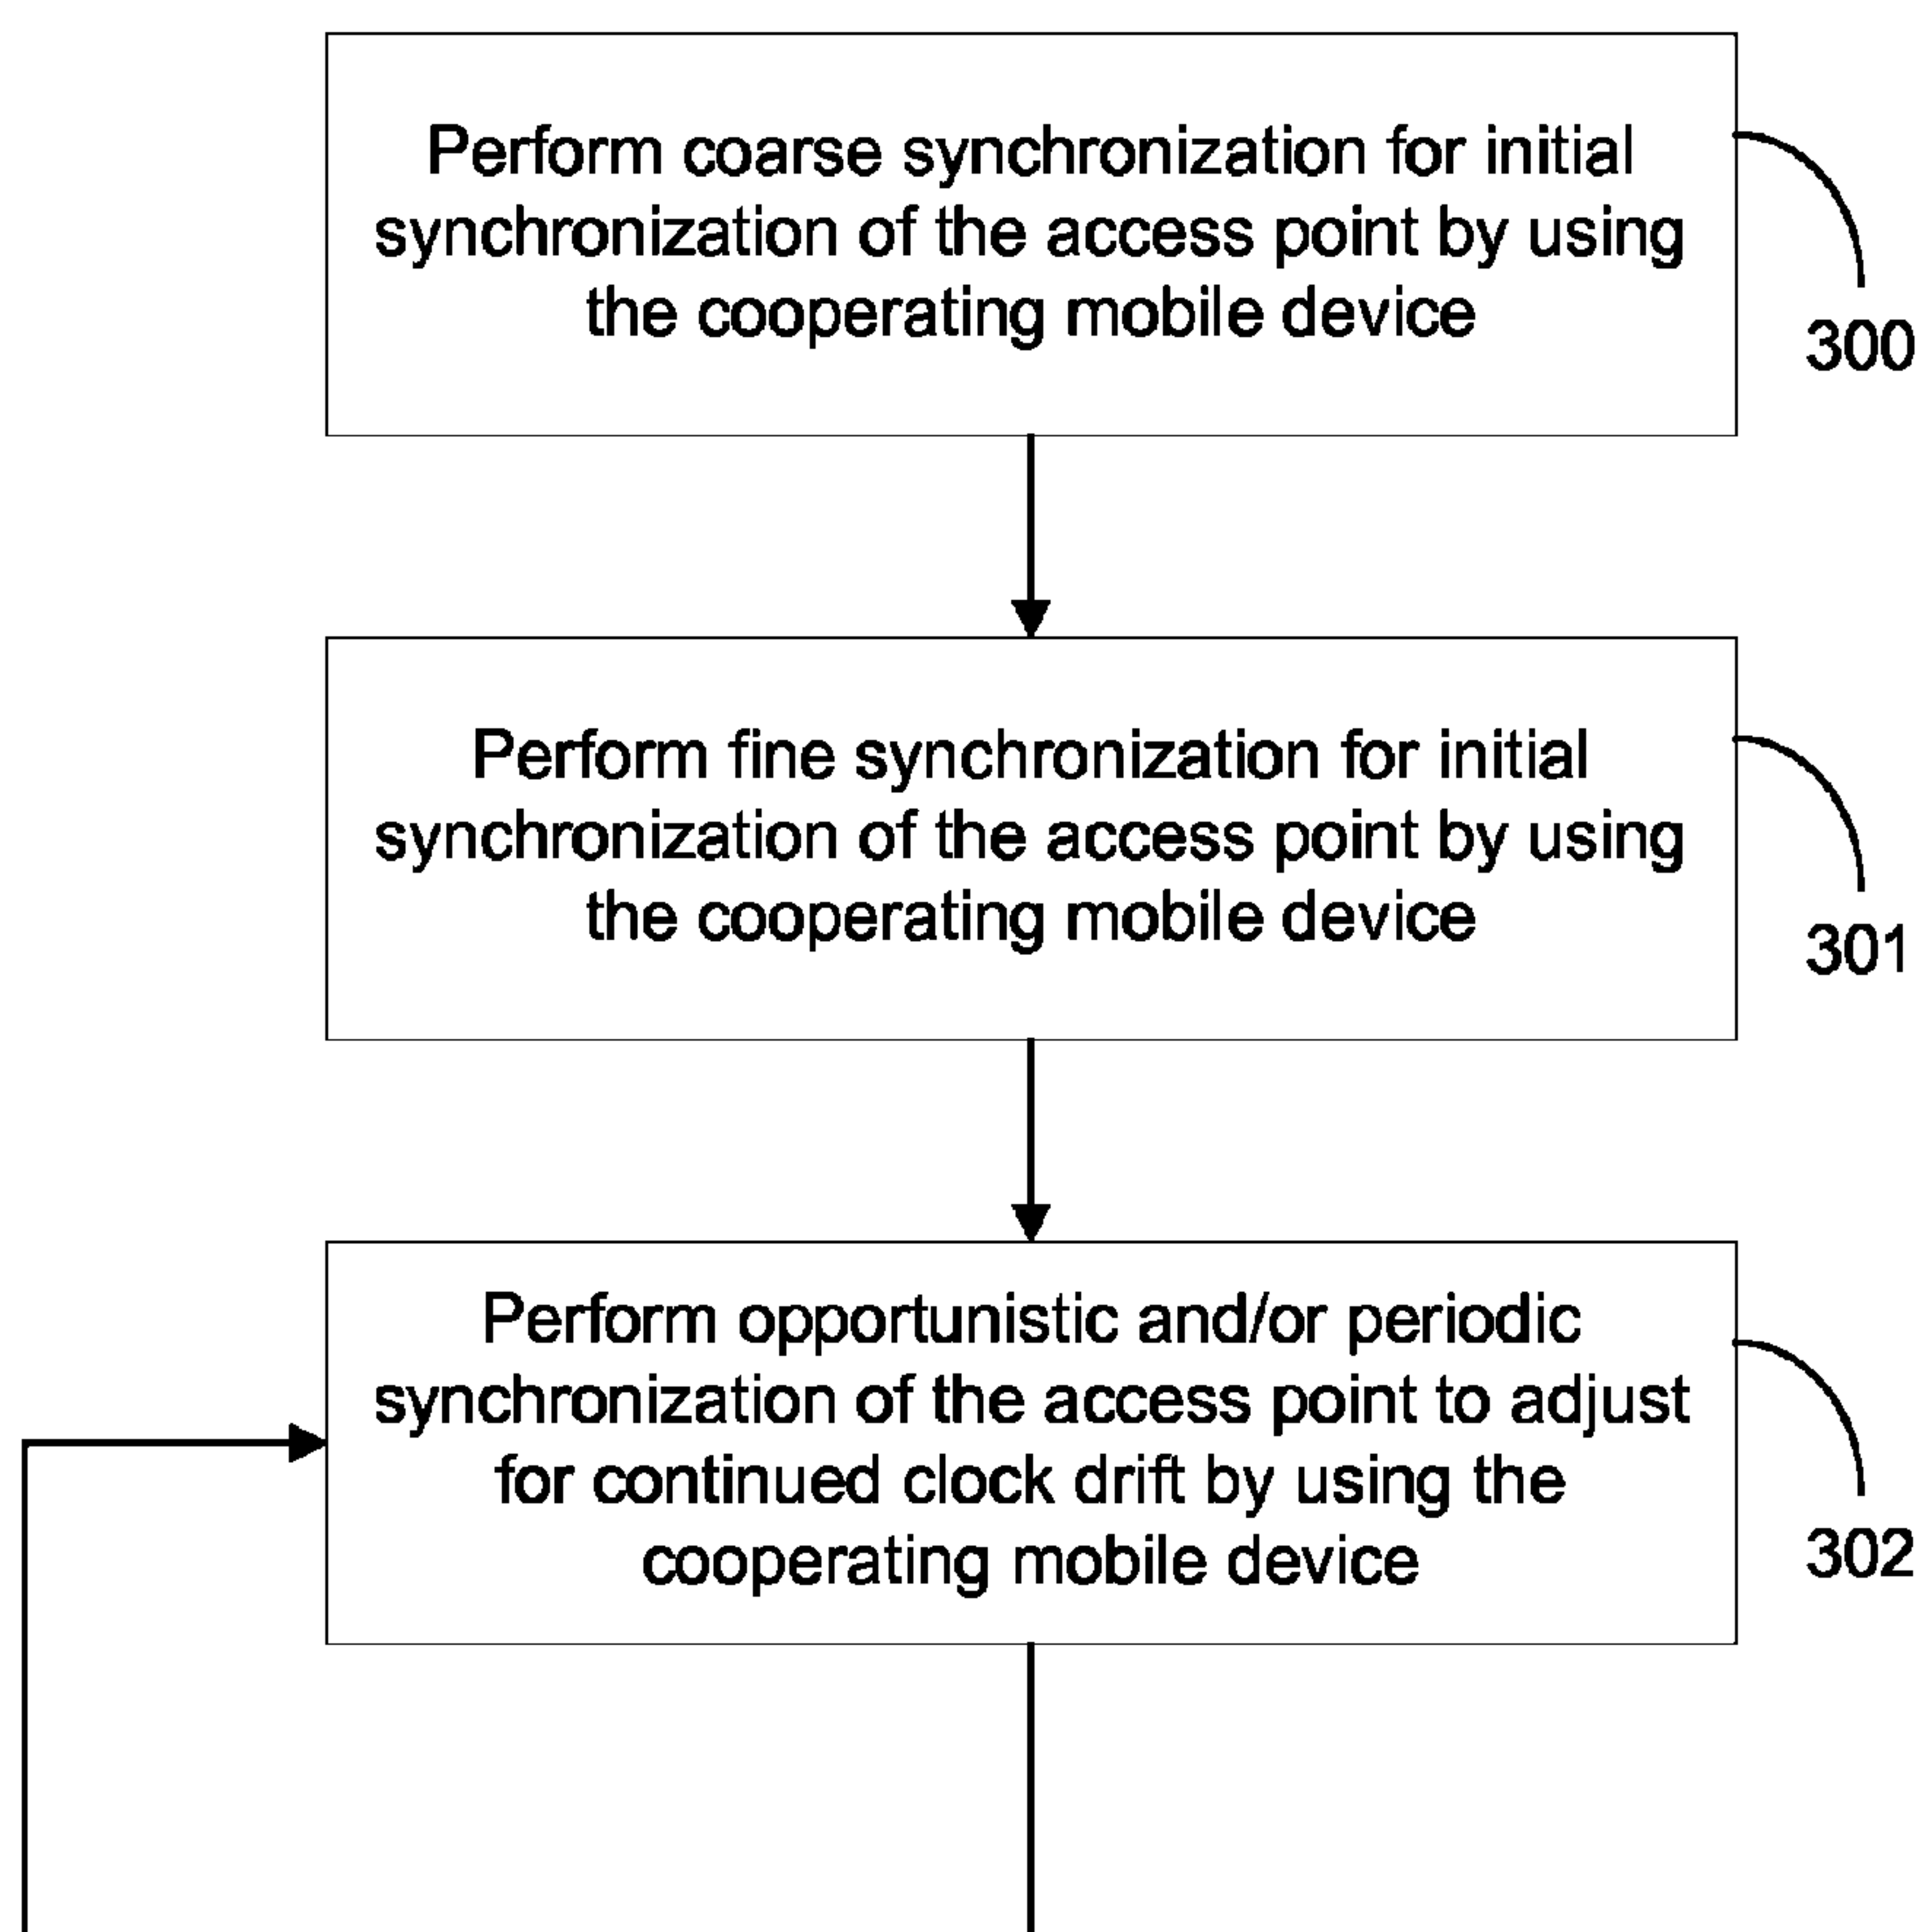 Perform coarse synchronization for initial
synchronization of the access point by using
the cooperating mobile device
300
Perform fine synchronization for initial
synchronization of the access point by using
the cooperating mobile device
301
Perform opportunistic and/or periodic
synchronization of the access point to adjust
for continued clock drift by using the
cooperating mobile device
302